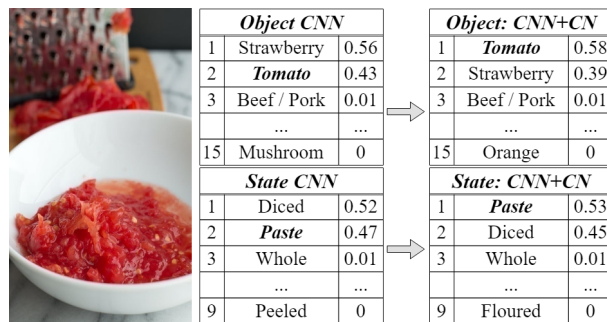 Object CNN
1 Strawberry 0.56
2 Tomato 0.43
3 Beef / Pork 0.01
... ...
15 Mushroom 0
State CNN
1 Diced 0.52
2 Paste 0.47
3 Whole 0.01
... ...
9 Peeled 0
Object: CNN+CN
1 Tomato 0.58
2 Strawberry 0.39
3 Beef / Pork 0.01
... ...
15 Orange 0
State: CNN+CN
1 Paste 0.53
2 Diced 0.45
3 Whole 0.01
... ...
9 Floured 0